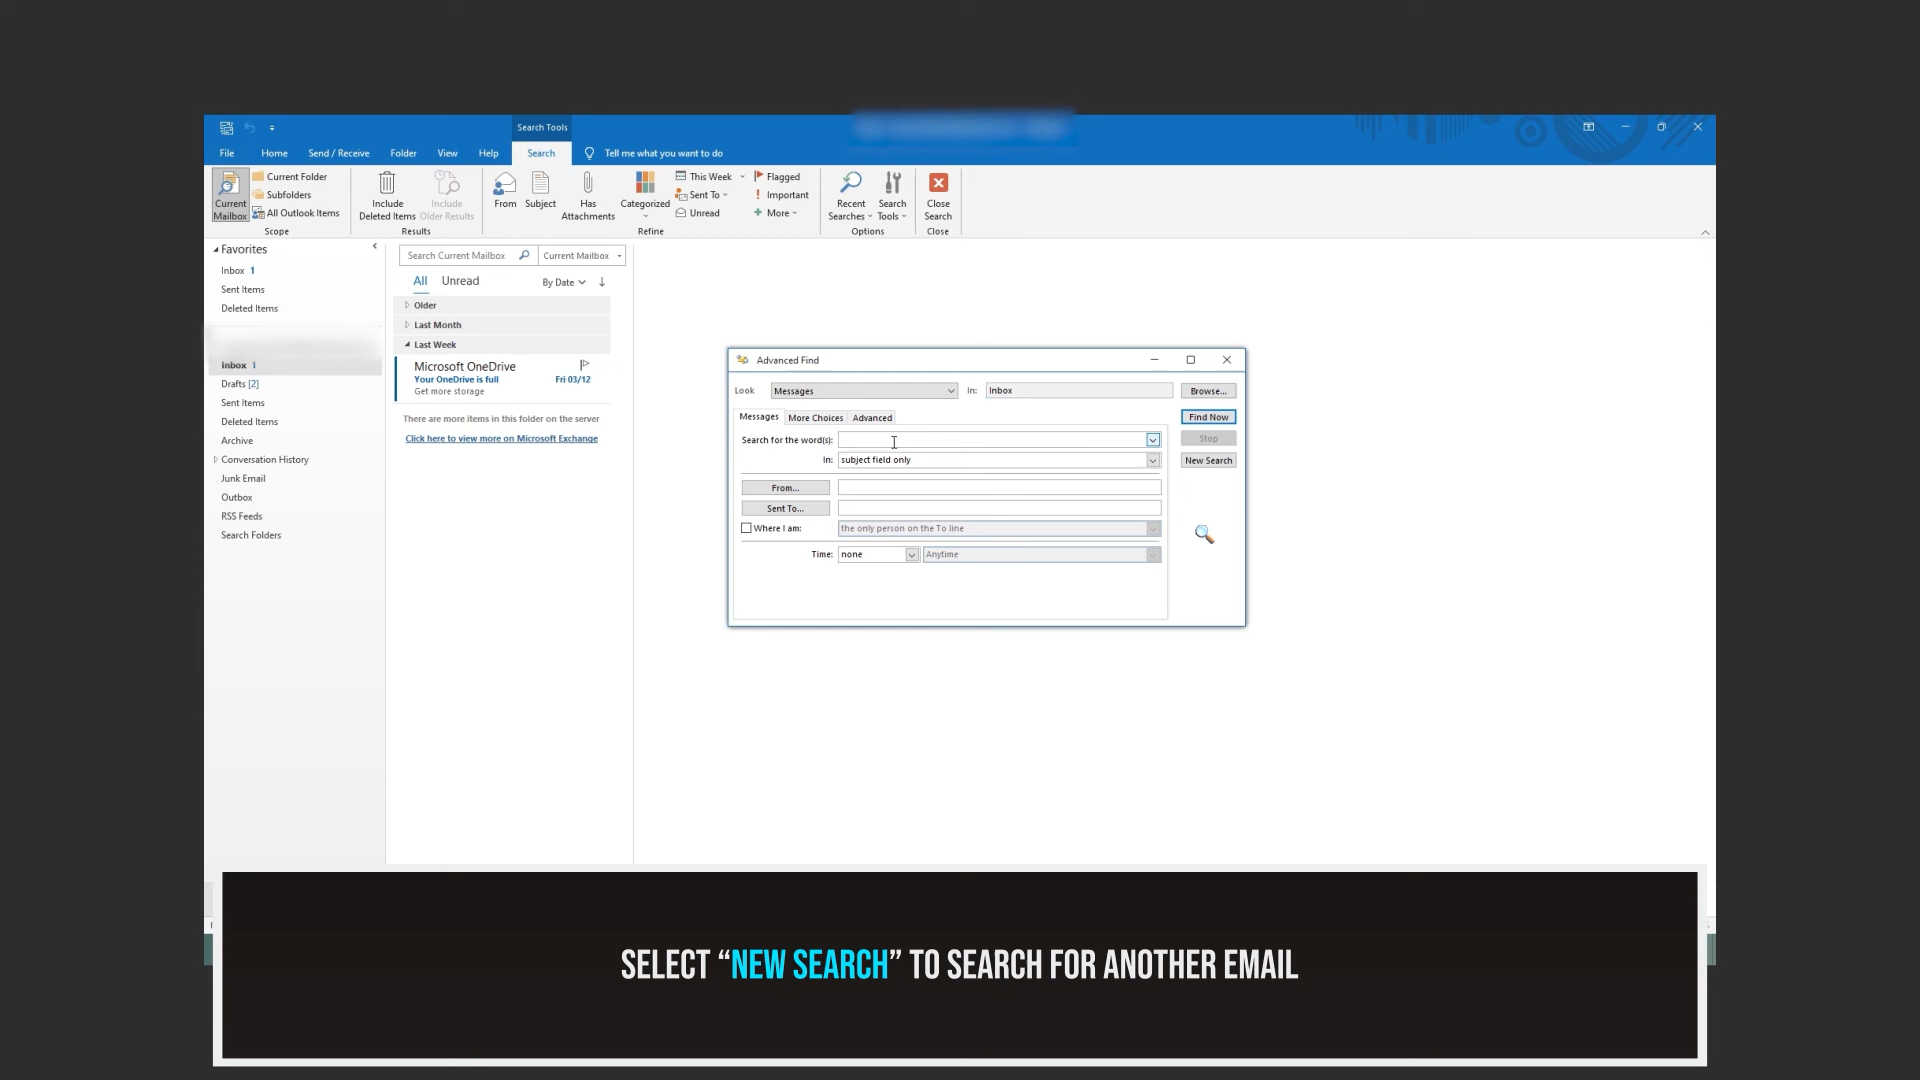 Search Tools
File Home Send / Receive Folder View Help Search Tell me what you want to do
Current Mailbox
Current Folder
Subfolders
All Outlook Items
Scope
Include Deleted Items
Include Older Results
Results
From
Subject
Has Attachments
Categorized
This Week
Sent To
Unread
Flagged
Important
More
Refine
Recent Searches
Search Tools
Options
Close Search
Close
Favorites
Inbox 1
Sent Items
Deleted Items
Inbox 1
Drafts [2]
Sent Items
Deleted Items
Archive
Conversation History
Junk Email
Outbox
RSS Feeds
Search Folders
Search Current Mailbox
Current Mailbox
All Unread
By Date
Older
Last Month
Last Week
Microsoft OneDrive
Your OneDrive is full Fri 03/12
Get more storage
There are more items in this folder on the server
Click here to view more on Microsoft Exchange
Advanced Find
Look Messages In: Inbox Browse...
Messages More Choices Advanced
Find Now
Search for the word(s):
Stop
In: subject field only
New Search
From...
Sent To...
Where I am: the only person on the To line
Time: none Anytime
SELECT “NEW SEARCH” TO SEARCH FOR ANOTHER EMAIL